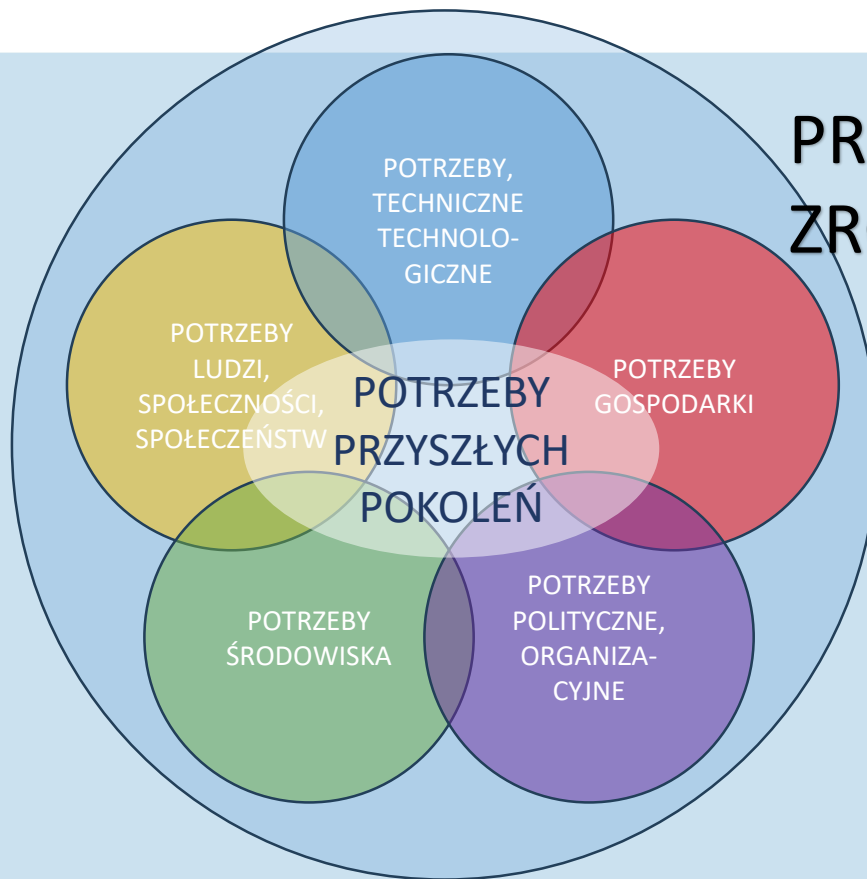 POTRZEBY,
TECHNICZNE
TECHNOLO-
GICZNE
PR
ZR
POTRZEBY
LUDZI,
SPOŁECZNOŚCI,
SPOŁECZEŃSTW
POTRZEBY
GOSPODARKI
POTRZEBY
PRZYSZŁYCH
POKOLEŃ
POTRZEBY
ŚRODOWISKA
POTRZEBY
POLITYCZNE,
ORGANIZA-
CYJNE